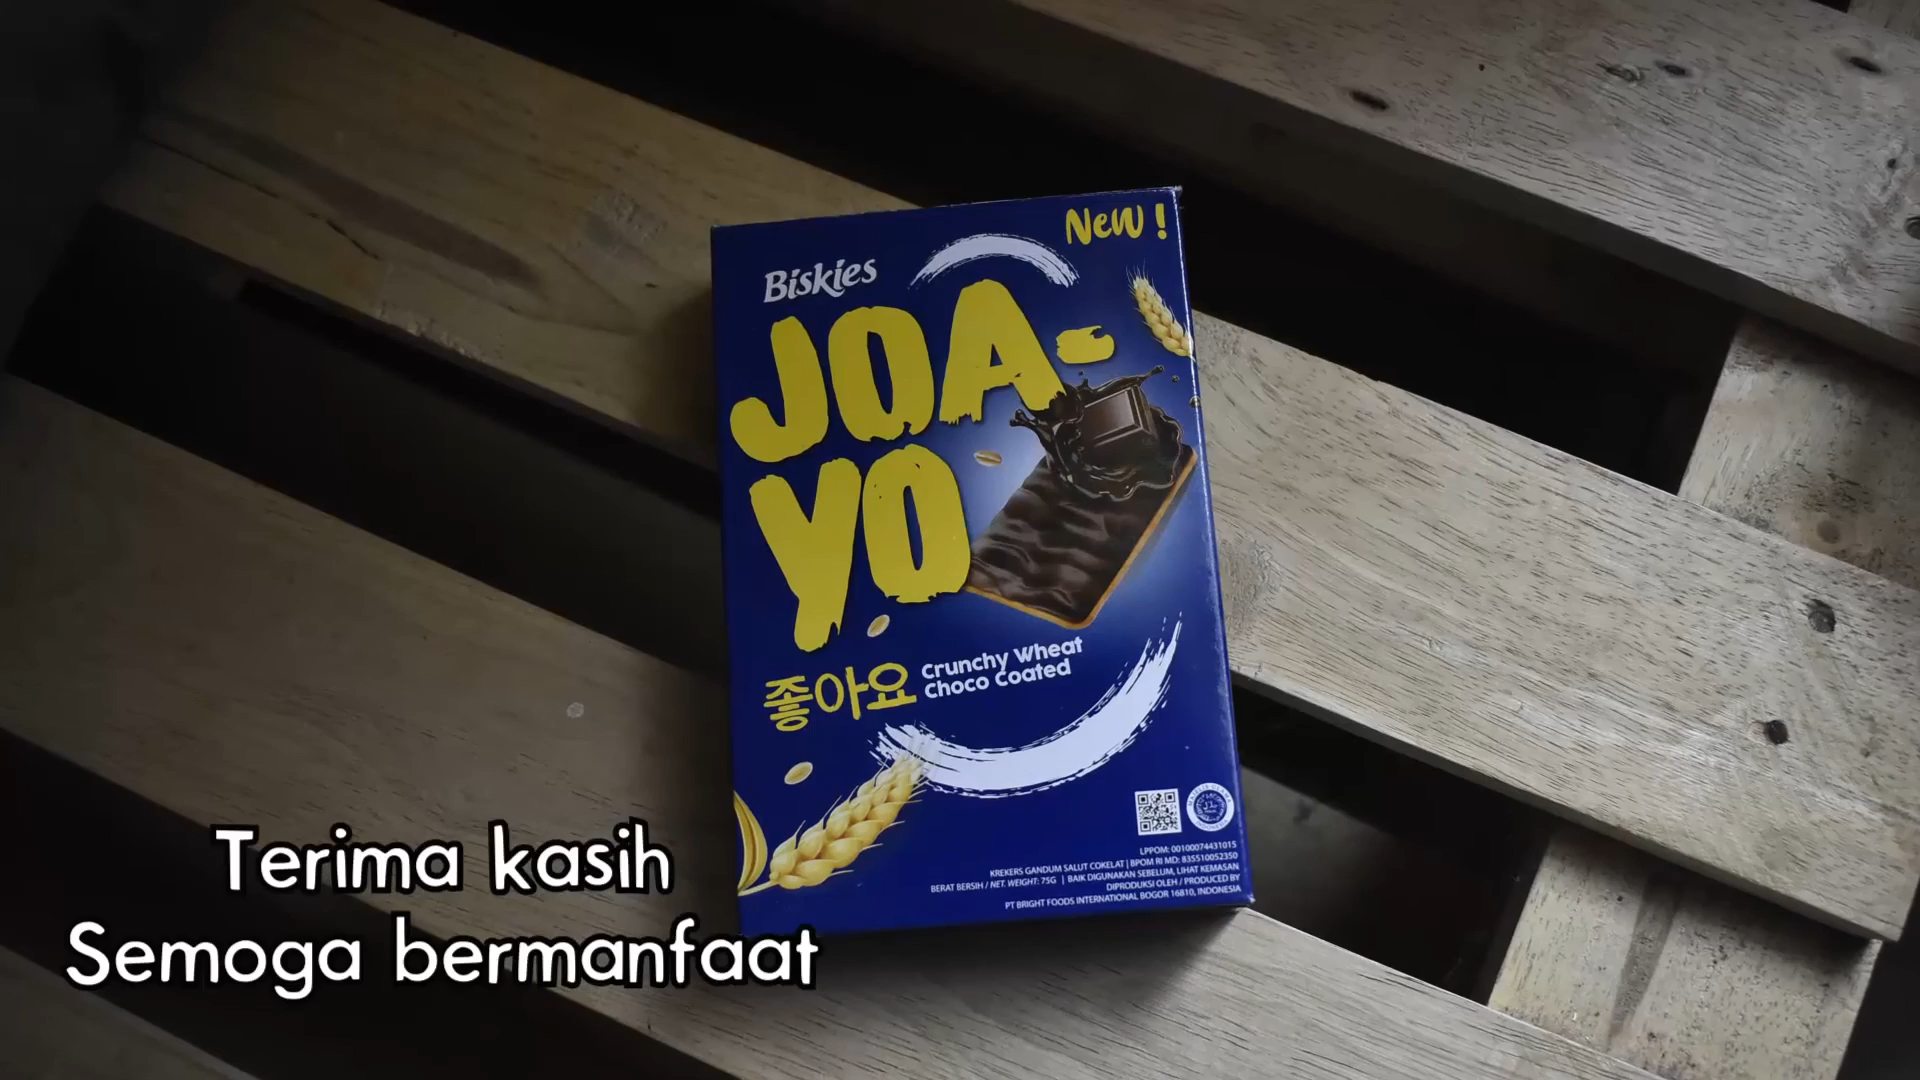 New !
Biskies
JOA-
YO
좋아요
Crunchy Wheat
Choco Coated
LPPOM: 00100074431015
KREKERS GANDUM SALUT COKELAT | BPOM RI MD: 835510052350
BERAT BERSIH / NET. WEIGHT: 75G | BAIK DIGUNAKAN SEBELUM, LIHAT KEMASAN
DIPRODUKSI OLEH / PRODUCED BY
PT BRIGHT FOODS INTERNATIONAL BOGOR 16810, INDONESIA
Terima kasih
Semoga bermanfaat